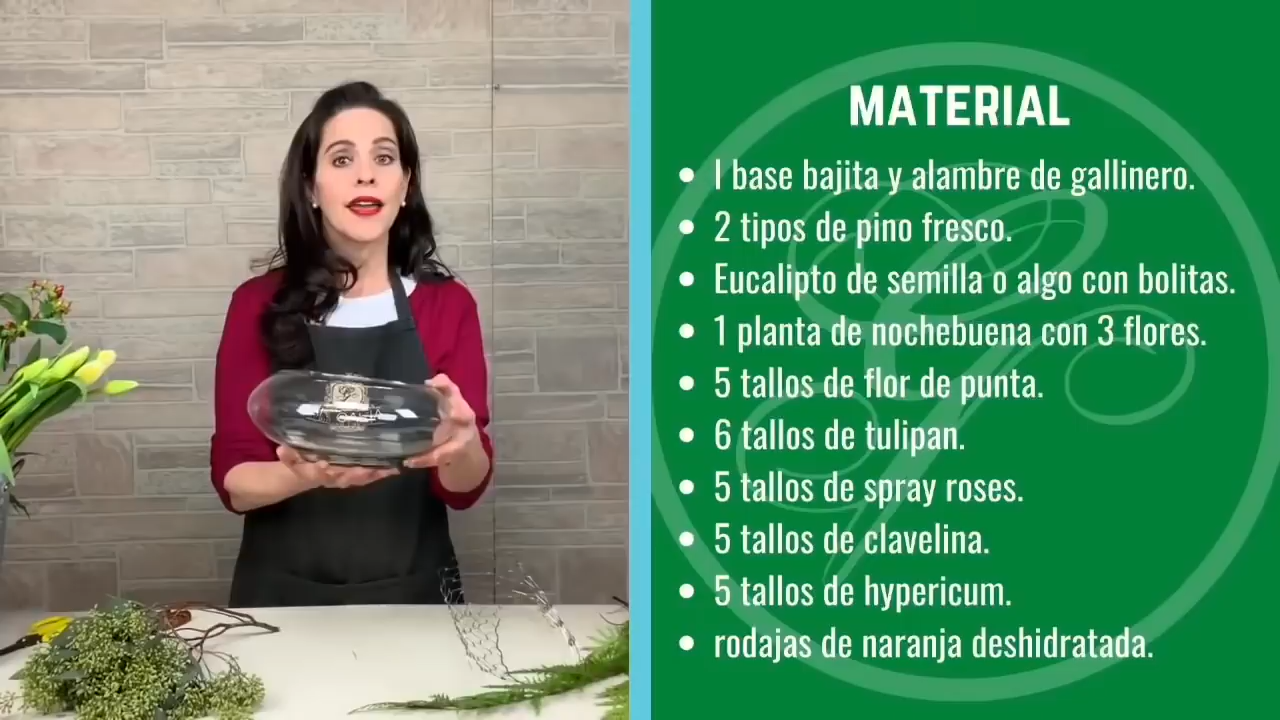 MATERIAL
1 base bajita y alambre de gallinero.
2 tipos de pino fresco.
Eucalipto de semilla o algo con bolitas.
1 planta de nochebuena con 3 flores.
5 tallos de flor de punta.
6 tallos de tulipan.
5 tallos de spray roses.
5 tallos de clavelina.
5 tallos de hypericum.
rodajas de naranja deshidratada.